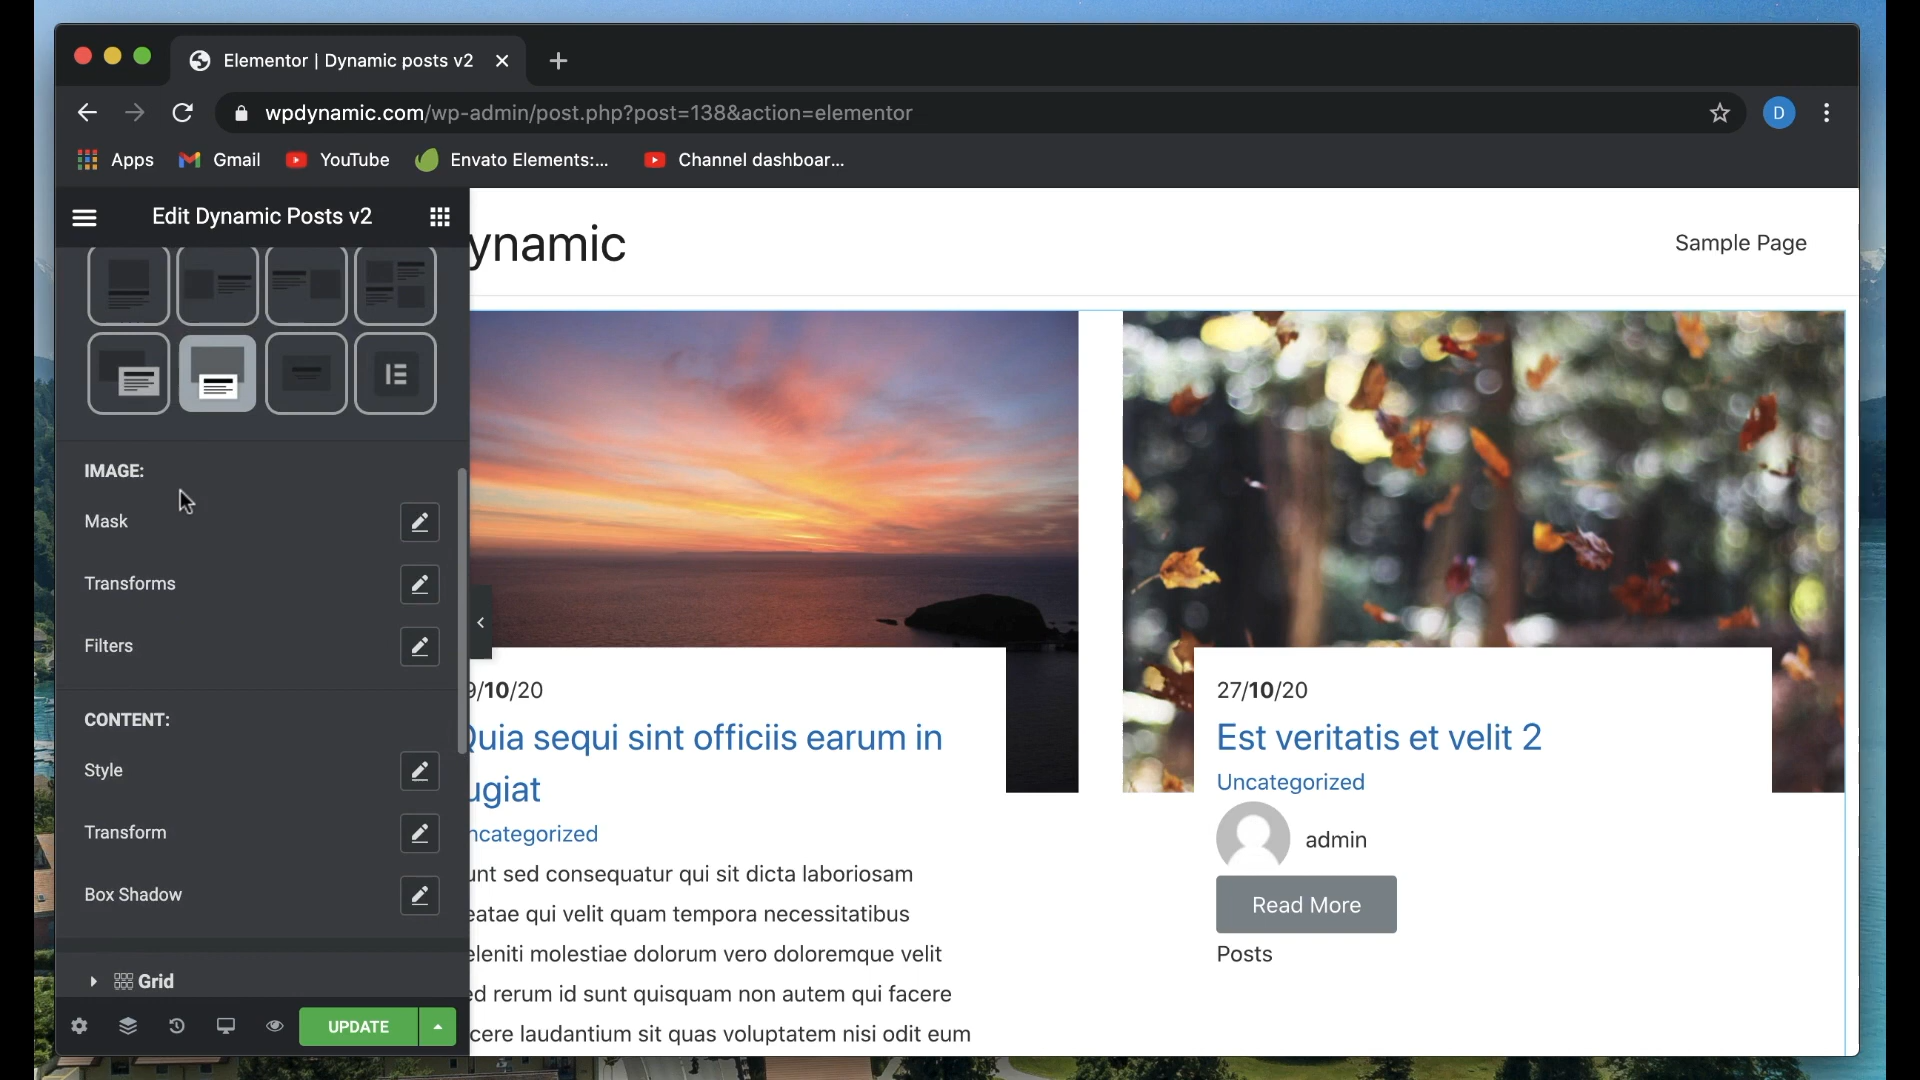 Elementor | Dynamic posts v2
wpdynamic.com/wp-admin/post.php?post=138&action=elementor
D
Apps
Gmail
YouTube
Envato Elements:...
Channel dashboar...
Edit Dynamic Posts v2
ynamic
Sample Page
IMAGE:
Mask
Transforms
Filters
CONTENT:
Style
Transform
Box Shadow
Grid
UPDATE
9/10/20
Quia sequi sint officiis earum in
ugiat
ncategorized
unt sed consequatur qui sit dicta laboriosam
eatae qui velit quam tempora necessitatibus
eleniti molestiae dolorum vero doloremque velit
ed rerum id sunt quisquam non autem qui facere
cere laudantium sit quas voluptatem nisi odit eum
27/10/20
Est veritatis et velit 2
Uncategorized
admin
Read More
Posts